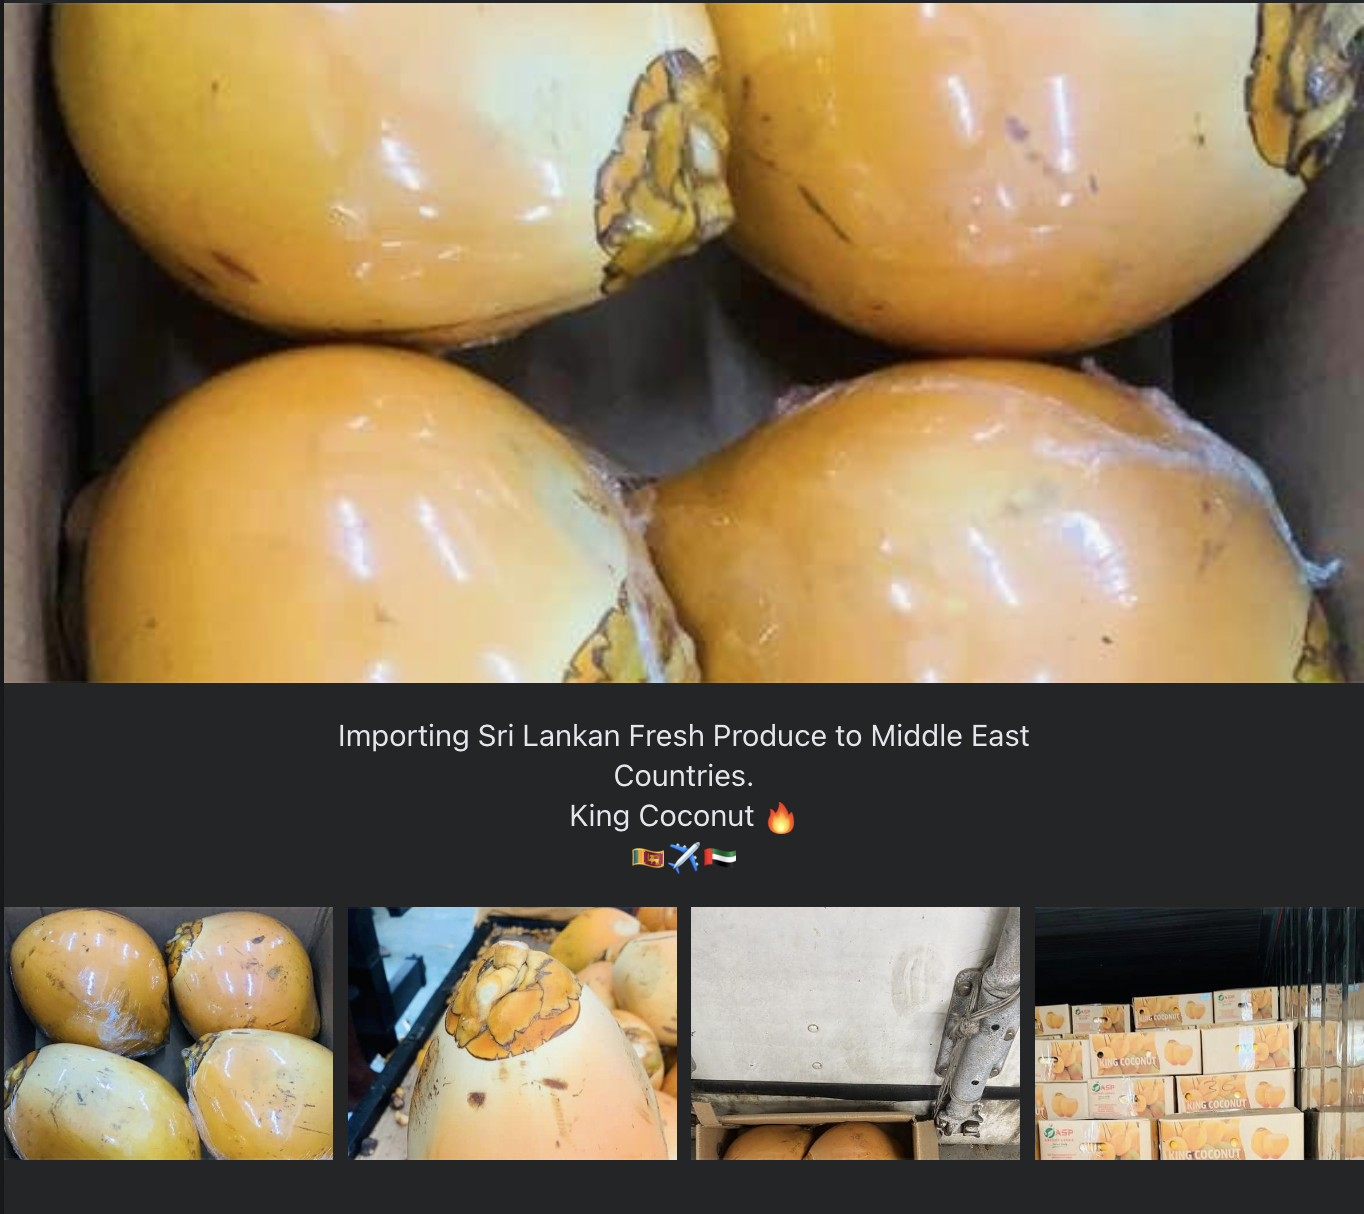 Importing Sri Lankan Fresh Produce to Middle East
Countries.
King Coconut 🔥
🇱🇰✈️🇦🇪
KING COCONUT
KING COCONUT
ASP
KING COCONUT
ASP
KING COCONUT